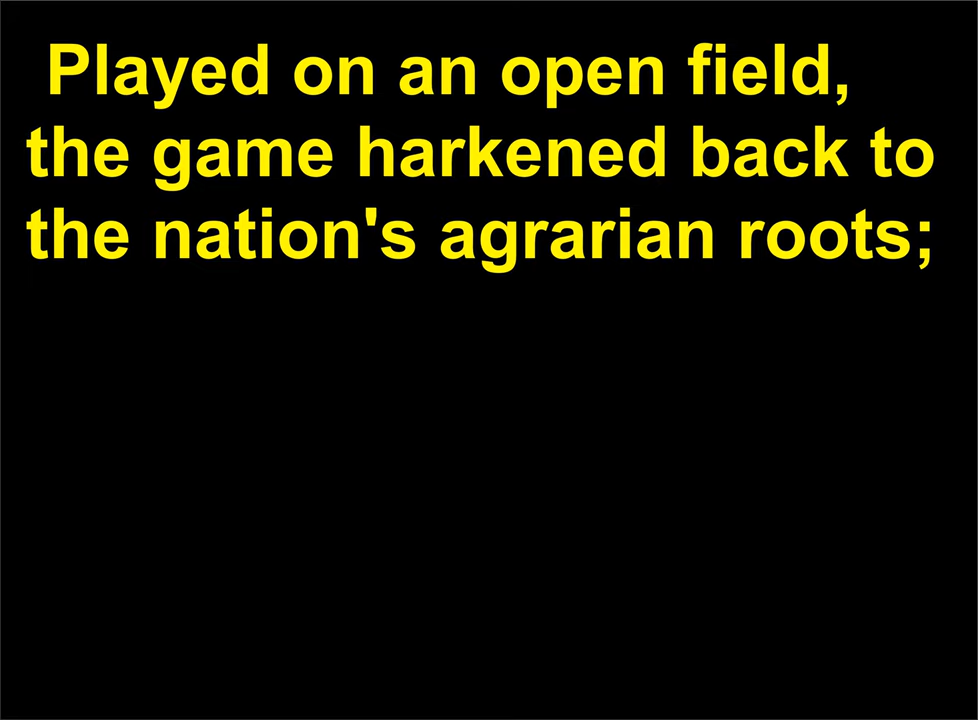 Played on an open field,
the game harkened back to
the nation's agrarian roots;